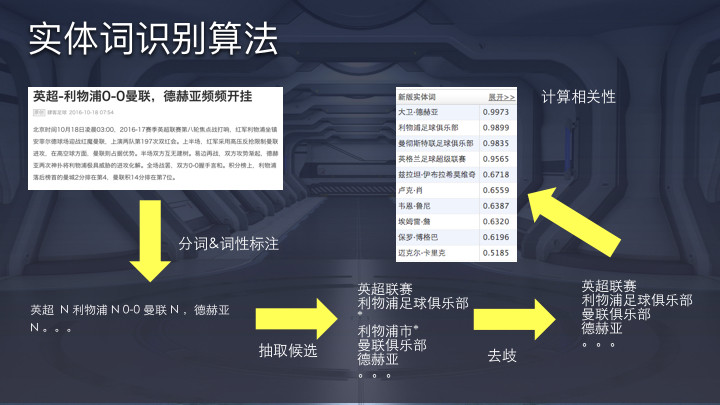 实体词识别算法
英超-利物浦0-0曼联，德赫亚频频开挂
2016-10-18 07:54
北京时间10月18日凌晨03:00，2016-17赛季英超联赛第八轮焦点战打响，红军利物浦坐镇
安菲尔德球场迎战红魔曼联，上演两队第197次双红会。上半场，红军采用高压反抢限制曼联
进攻，在高空球方面，曼联则占据优势。半场双方互无建树。易边再战，双方攻势渐起，德赫
亚两次神扑将利物浦极具威胁的进攻化解。全场战罢，双方0-0握手言和。积分榜上，利物浦
落后榜首的曼城2分排在第4，曼联积14分排在第7位。
新版实体词 展开>>
大卫·德赫亚 0.9973
利物浦足球俱乐部 0.9899
曼彻斯特联足球俱乐部 0.9835
英格兰足球超级联赛 0.9565
兹拉坦·伊布拉希莫维奇 0.6718
卢克·肖 0.6559
韦恩·鲁尼 0.6387
埃姆雷·詹 0.6320
保罗·博格巴 0.6196
迈克尔·卡里克 0.5185
计算相关性
分词&词性标注
英超 N 利物浦 N 0-0 曼联 N ，德赫亚
N 。。。
抽取候选
英超联赛
利物浦足球俱乐部
*
利物浦市*
曼联俱乐部
德赫亚
。。。
去歧
英超联赛
利物浦足球俱乐部
曼联俱乐部
德赫亚
。。。